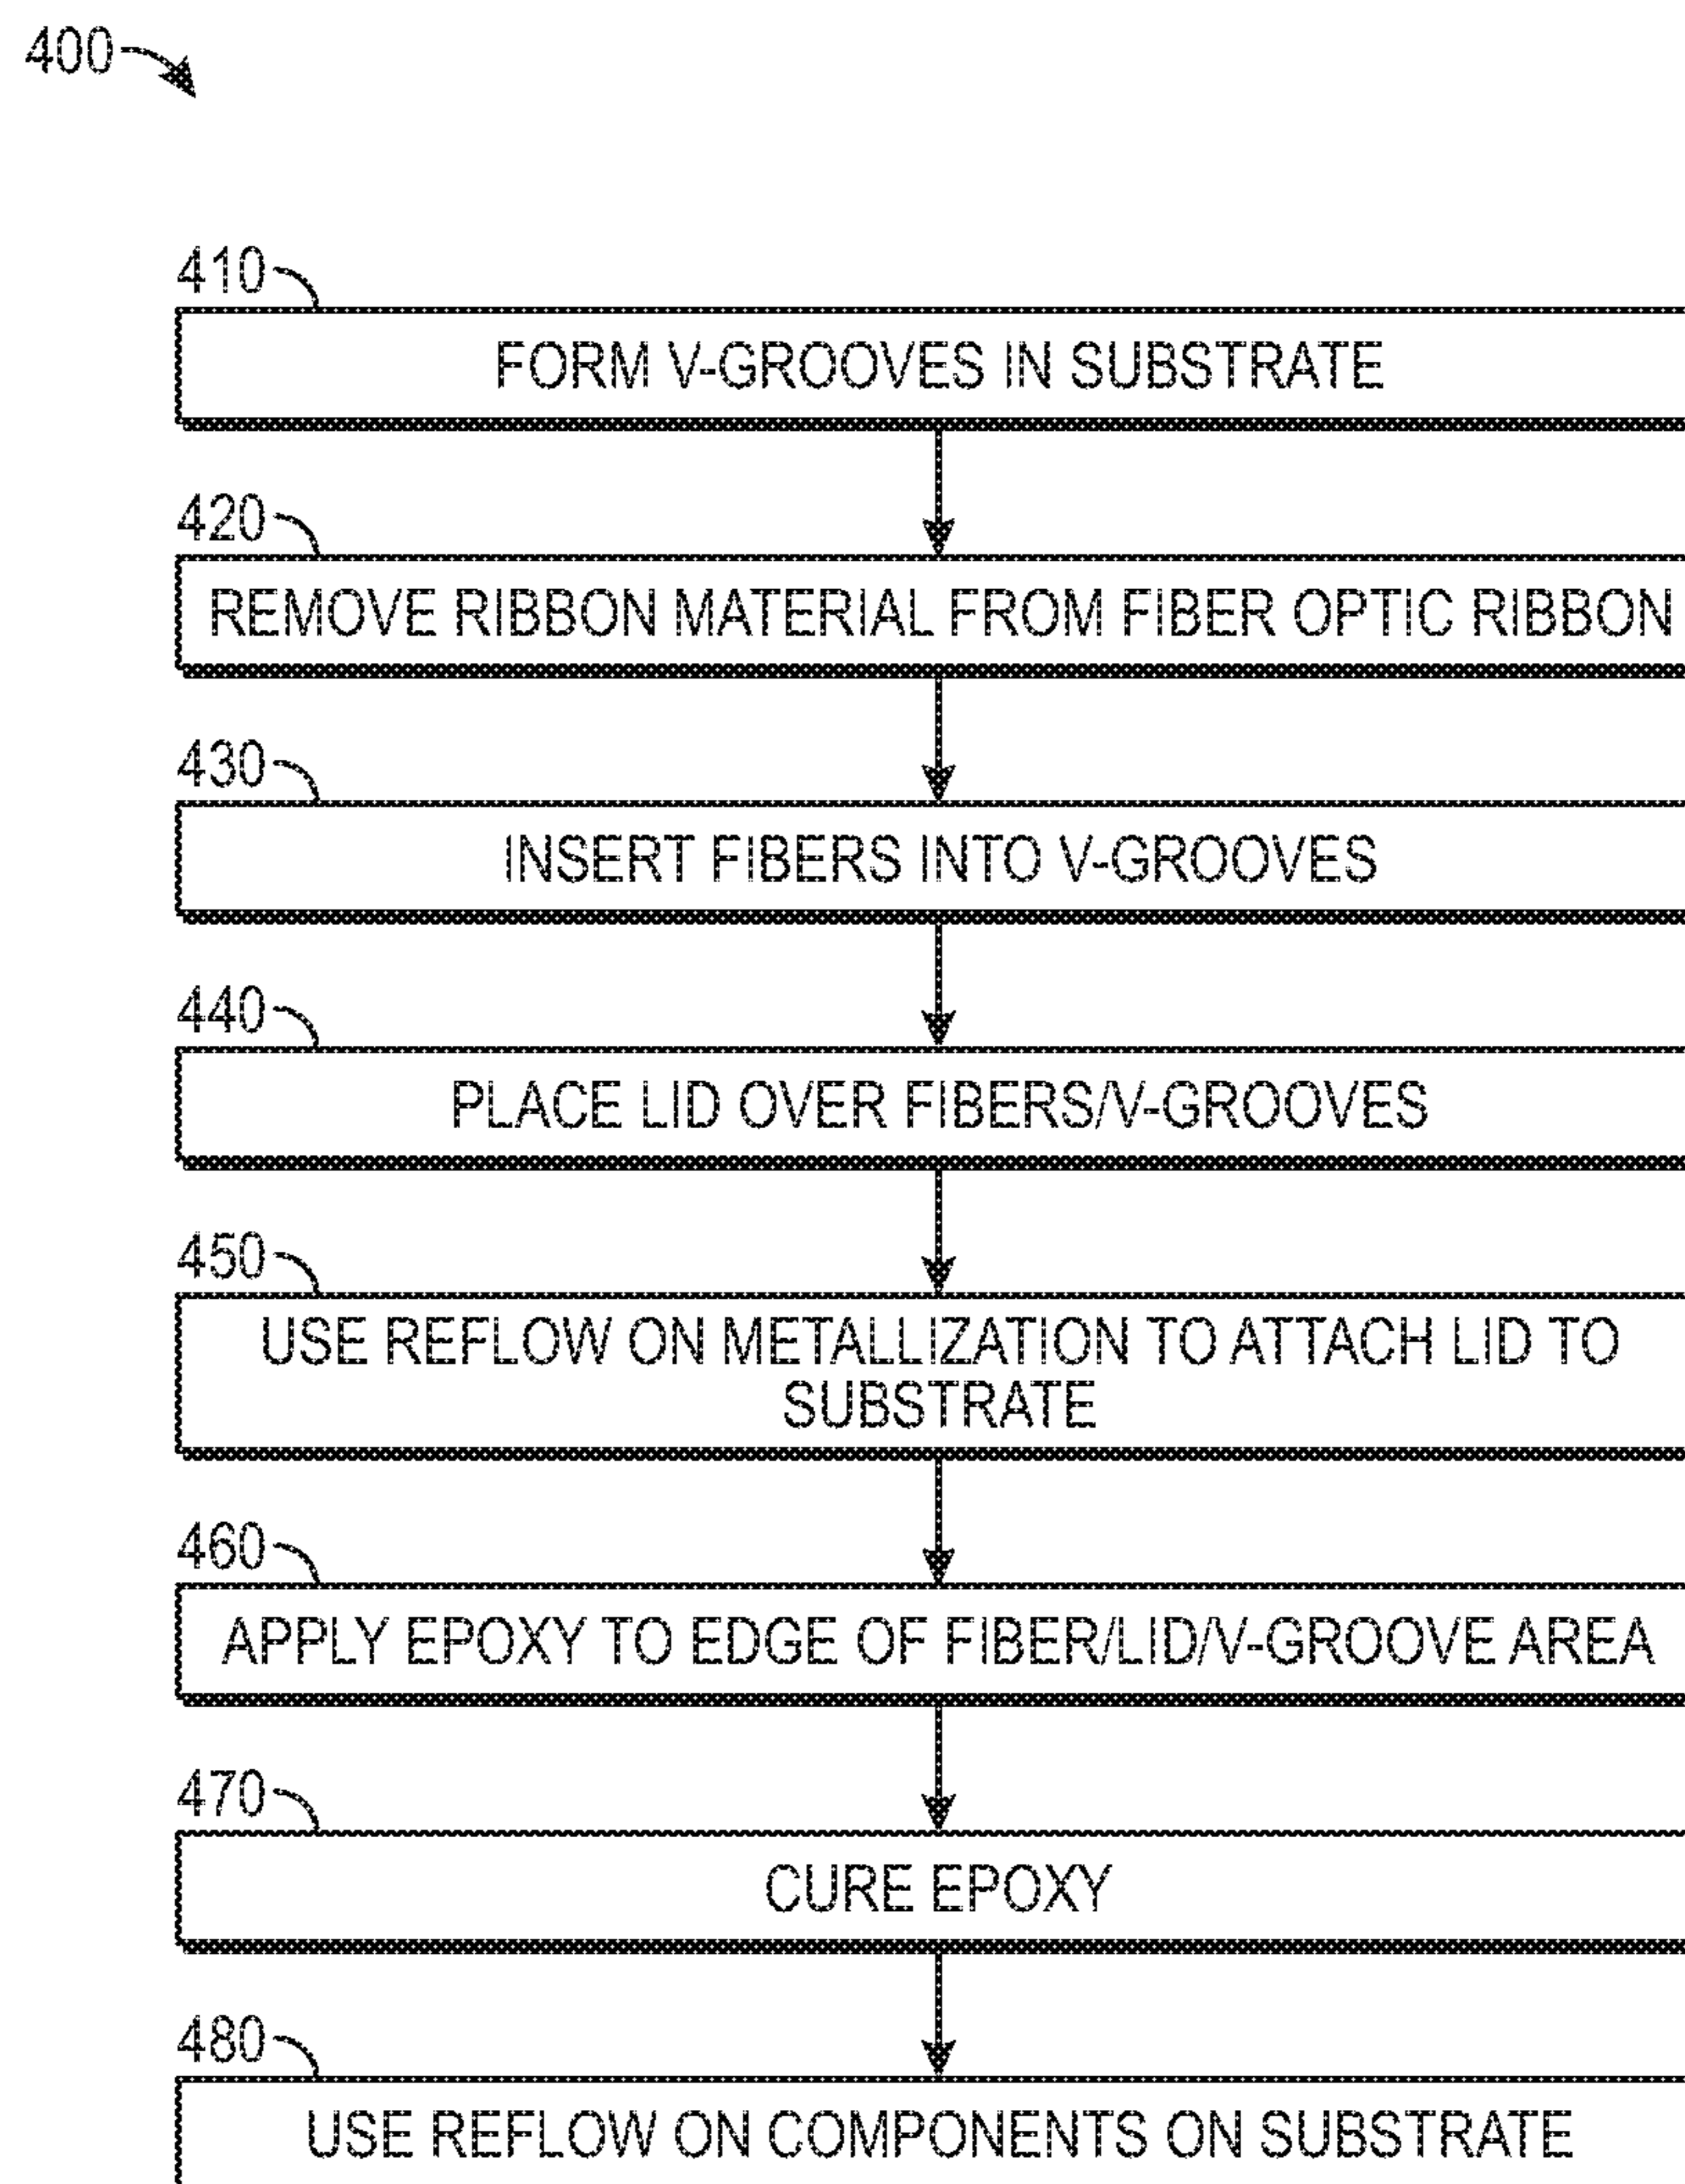 400
410
FORM V-GROOVES IN SUBSTRATE
420
REMOVE RIBBON MATERIAL FROM FIBER OPTIC RIBBON
430
INSERT FIBERS INTO V-GROOVES
440
PLACE LID OVER FIBERS/V-GROOVES
450
USE REFLOW ON METALLIZATION TO ATTACH LID TO
SUBSTRATE
460
APPLY EPOXY TO EDGE OF FIBER/LID/V-GROOVE AREA
470
CURE EPOXY
480
USE REFLOW ON COMPONENTS ON SUBSTRATE